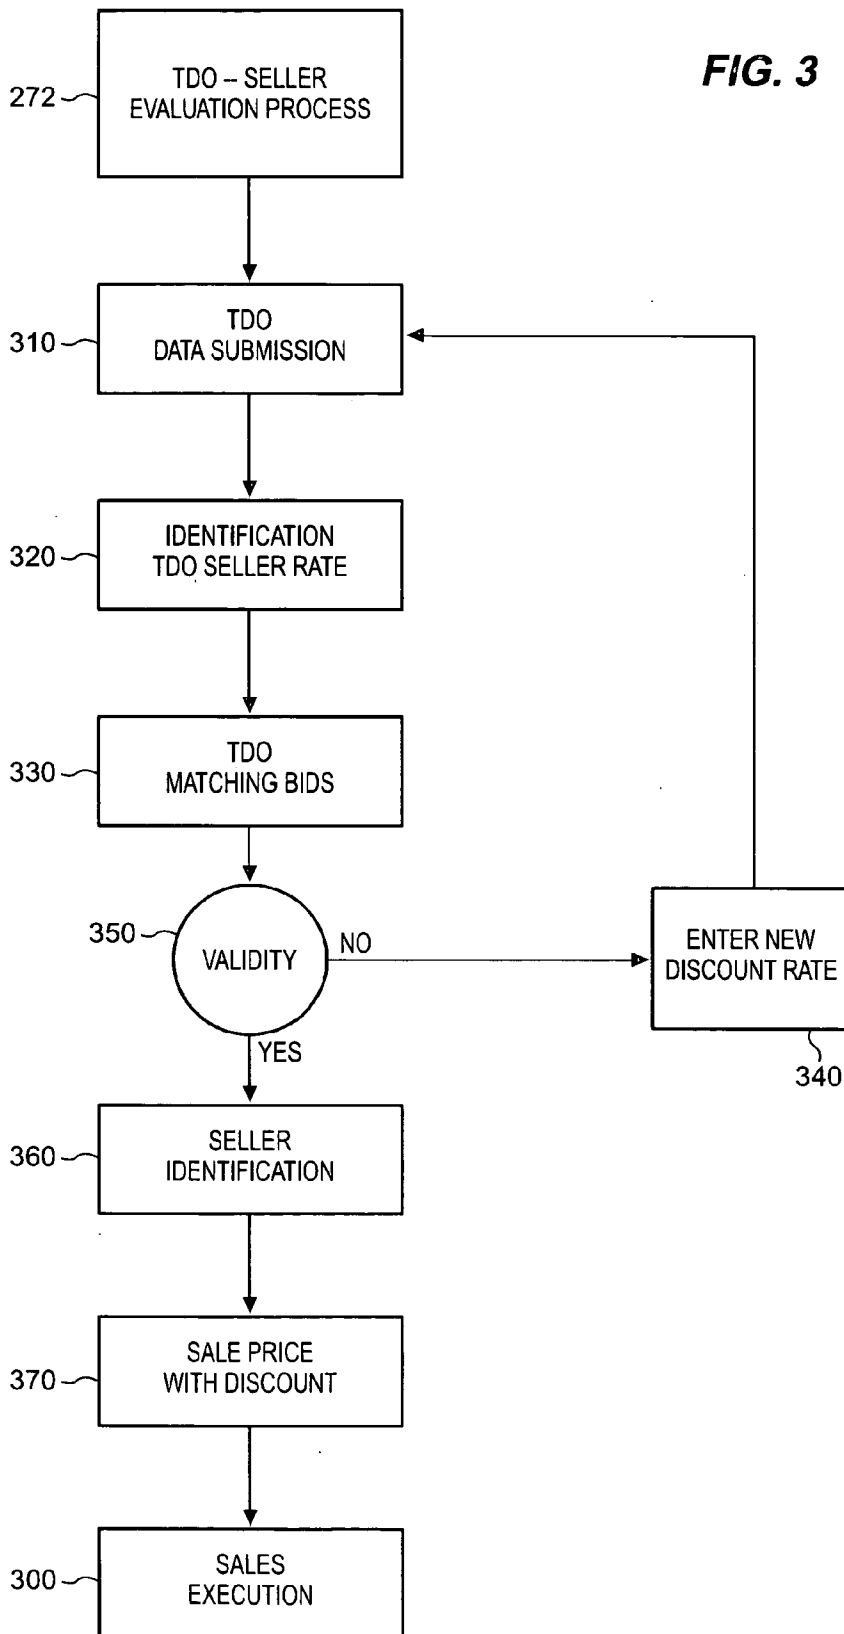 FIG. 3
272
TDO – SELLER
EVALUATION PROCESS
310
TDO
DATA SUBMISSION
320
IDENTIFICATION
TDO SELLER RATE
330
TDO
MATCHING BIDS
350
VALIDITY
NO
ENTER NEW
DISCOUNT RATE
340
YES
360
SELLER
IDENTIFICATION
370
SALE PRICE
WITH DISCOUNT
300
SALES
EXECUTION